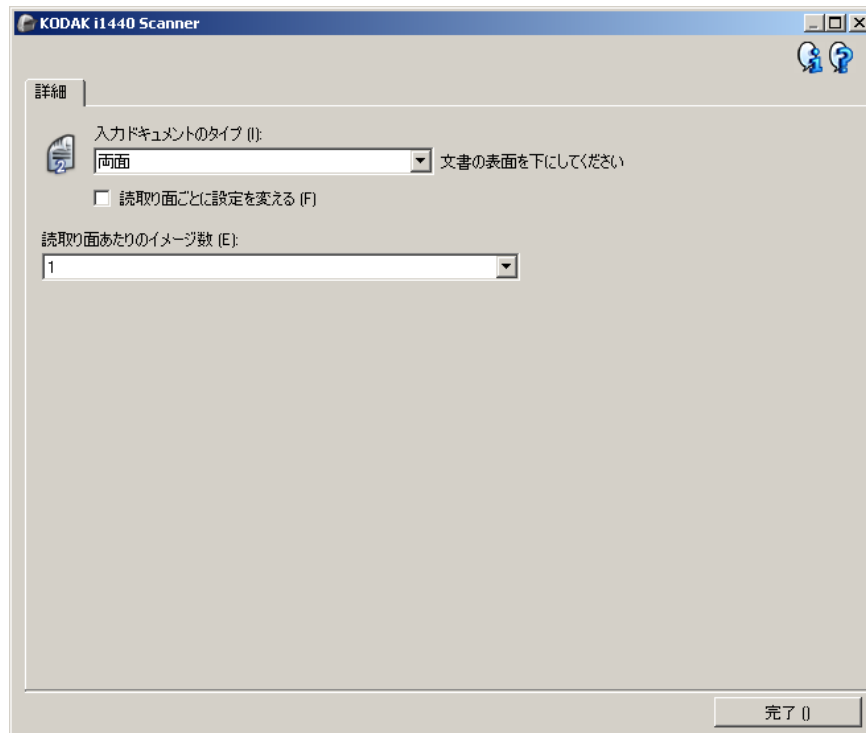 KODAK i1440 Scanner
詳細
入力ドキュメントのタイプ (I):
両面
文書の表面を下にしてください
読取り面ごとに設定を変える (F)
読取り面あたりのイメージ数 (E):
1
完了 ()